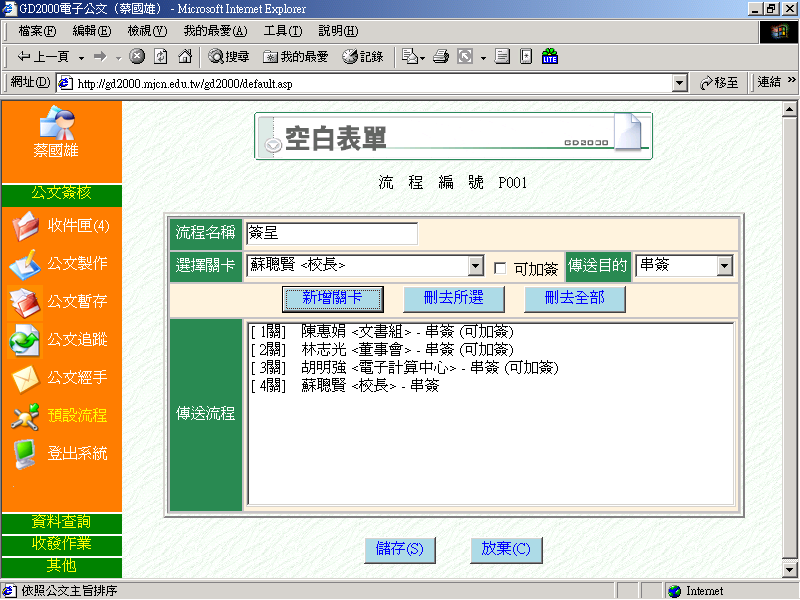 GD2000電子公文（蔡國雄） - Microsoft Internet Explorer
檔案(F) 編輯(E) 檢視(V) 我的最愛(A) 工具(T) 說明(H)
上一頁 搜尋 我的最愛 記錄 LITE
網址(D) http://gd2000.mjcn.edu.tw/gd2000/default.asp 移至 連結 »
蔡國雄
公文簽核
收件匣(4)
公文製作
公文暫存
公文追蹤
公文經手
預設流程
登出系統
資料查詢
收發作業
其他
空白表單 GD2000
流 程 編 號 P001
流程名稱 簽呈
選擇關卡 蘇聰賢 <校長> 可加簽 傳送目的 串簽
新增關卡 刪去所選 刪去全部
傳送流程
[ 1關] 陳惠娟 <文書組> - 串簽 (可加簽)
[ 2關] 林志光 <董事會> - 串簽 (可加簽)
[ 3關] 胡明強 <電子計算中心> - 串簽 (可加簽)
[ 4關] 蘇聰賢 <校長> - 串簽
儲存(S) 放棄(C)
依照公文主旨排序 Internet